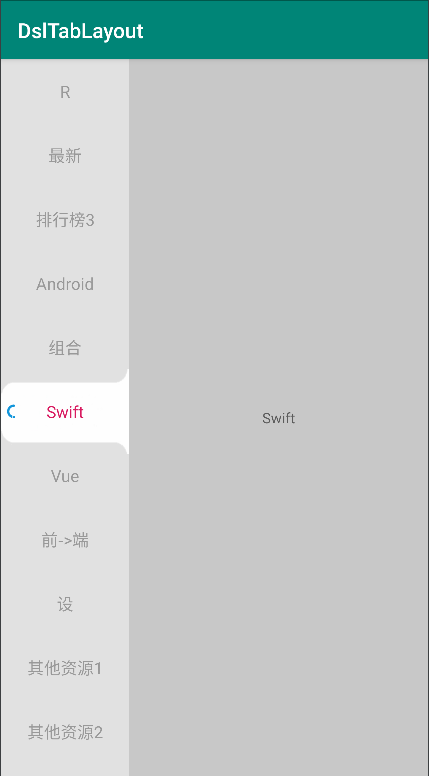 DslTabLayout
R
最新
排行榜3
Android
组合
Swift
Swift
Vue
前->端
设
其他资源1
其他资源2